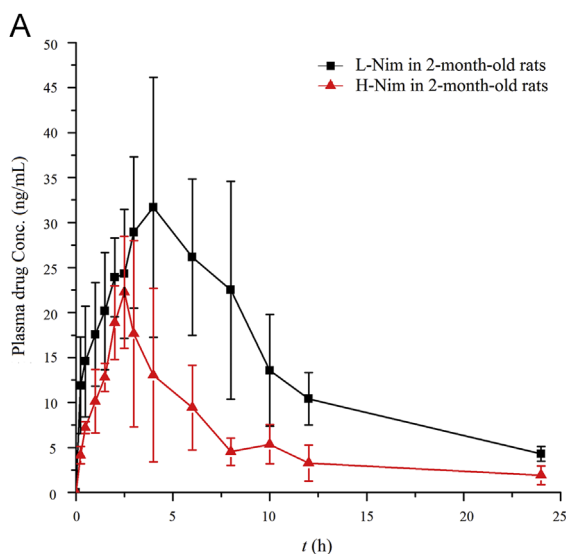 A
50
45
40
35
30
25
20
15
10
5
0
Plasma drug Conc. (ng/mL)
L-Nim in 2-month-old rats
H-Nim in 2-month-old rats
0 5 10 15 20 25
t (h)